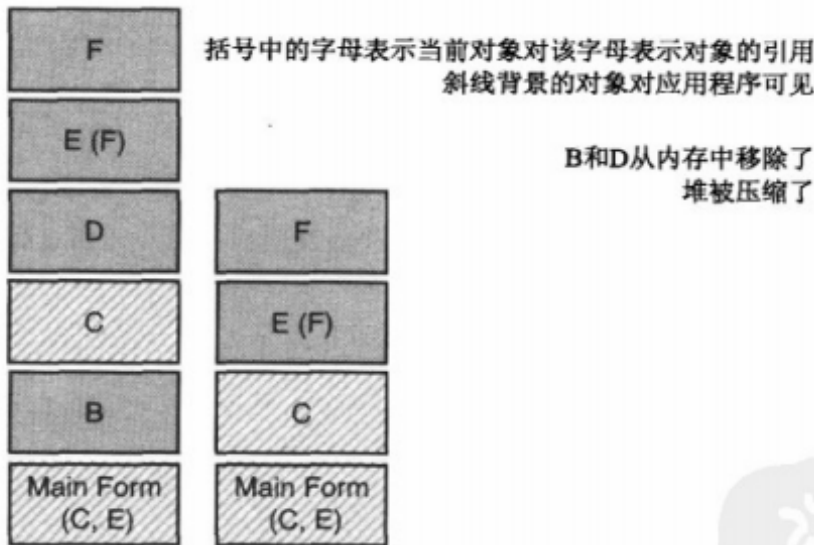 F
括号中的字母表示当前对象对该字母表示对象的引用
斜线背景的对象对应用程序可见
E (F)
B和D从内存中移除了
堆被压缩了
D
F
C
E (F)
B
C
Main Form
(C, E)
Main Form
(C, E)